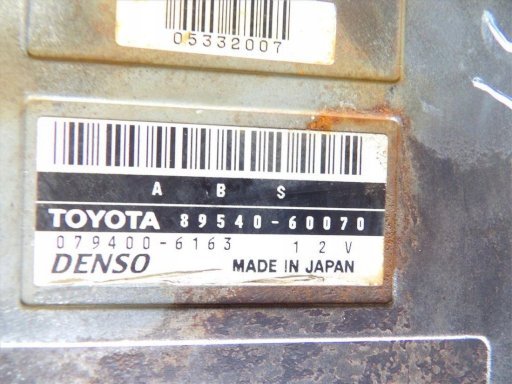 05332007
A B S
TOYOTA 89540-60070
079400-6163 12V
DENSO MADE IN JAPAN